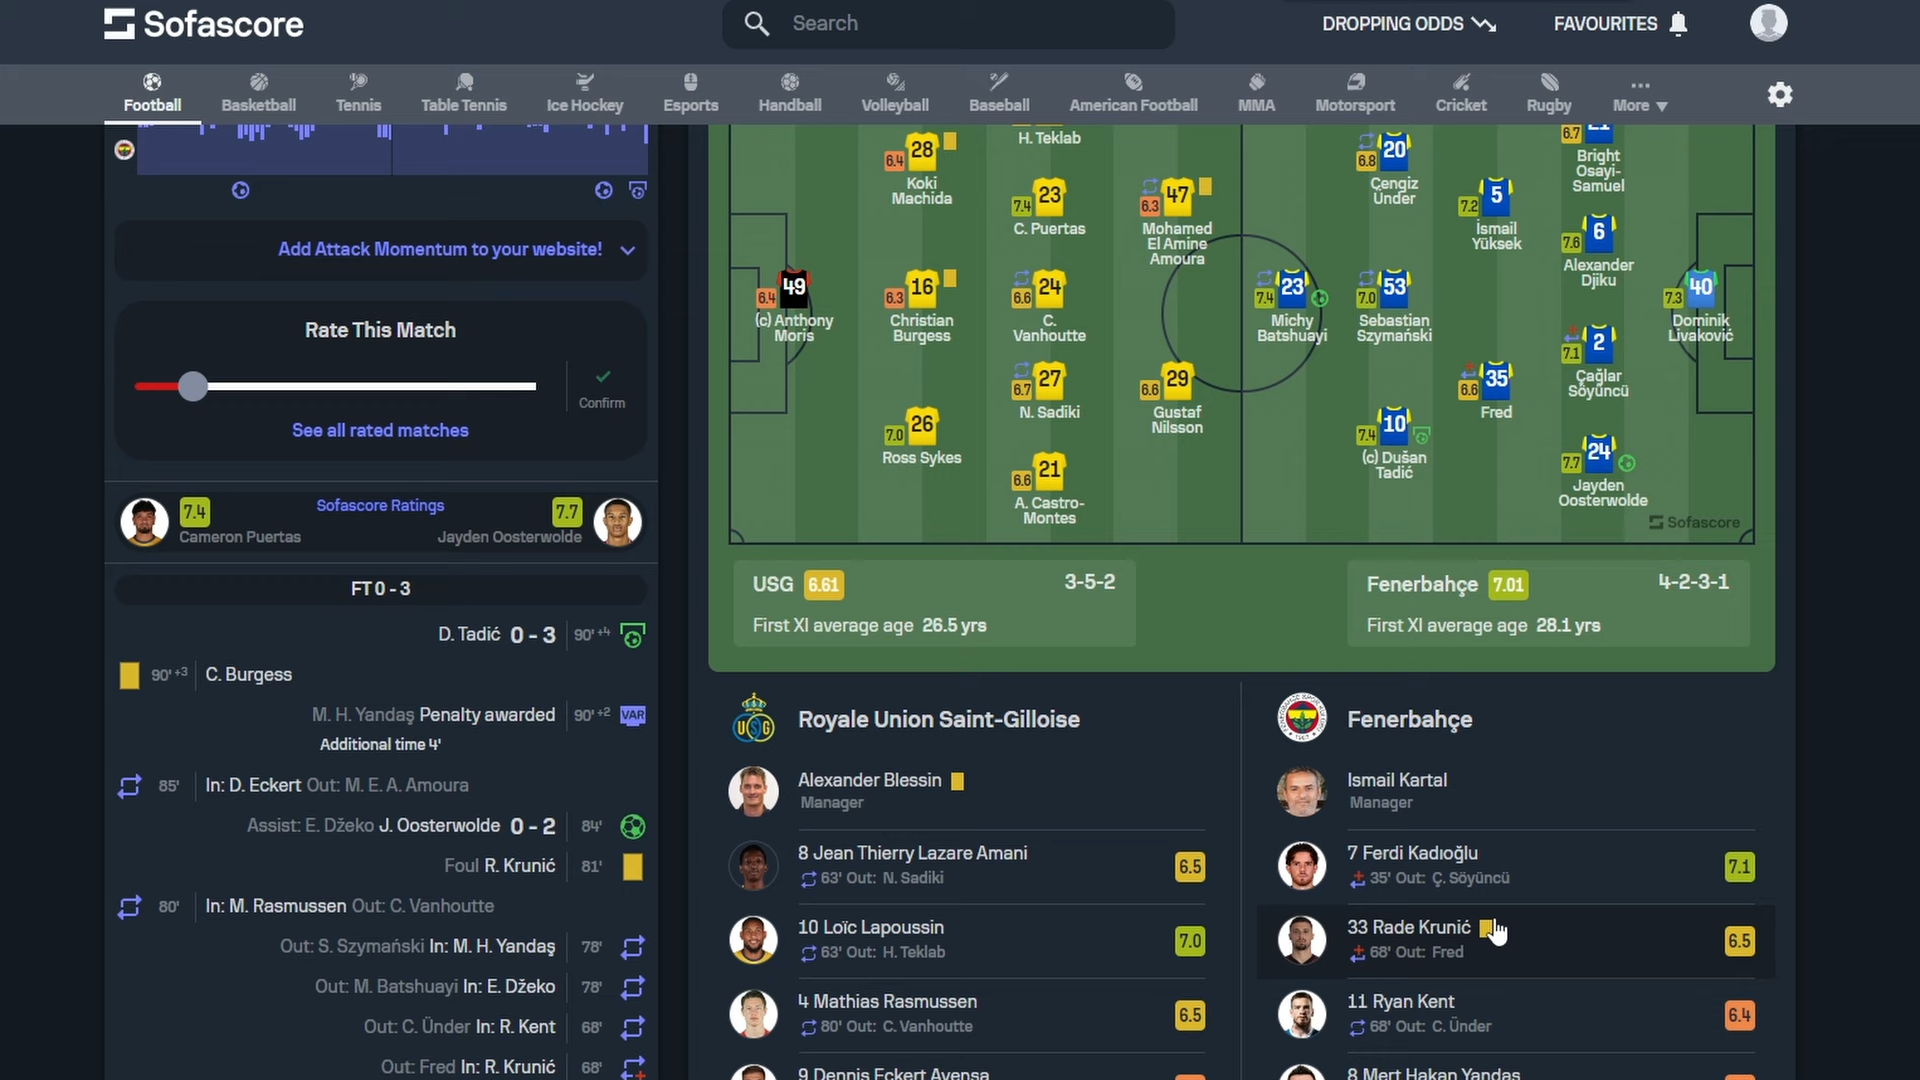 Sofascore
Search
DROPPING ODDS
FAVOURITES
Football
Basketball
Tennis
Table Tennis
Ice Hockey
Esports
Handball
Volleyball
Baseball
American Football
MMA
Motorsport
Cricket
Rugby
More
Add Attack Momentum to your website!
Rate This Match
Confirm
See all rated matches
7.4
Cameron Puertas
Sofascore Ratings
7.7
Jayden Oosterwolde
FT 0 - 3
D. Tadić 0 - 3 90'+4
90'+3 C. Burgess
M. H. Yandaş Penalty awarded 90'+2 VAR
Additional time 4'
85' In: D. Eckert Out: M. E. A. Amoura
Assist: E. Džeko J. Oosterwolde 0 - 2 84'
Foul R. Krunić 81'
80' In: M. Rasmussen Out: C. Vanhoutte
Out: S. Szymański In: M. H. Yandaş 78'
Out: M. Batshuayi In: E. Džeko 78'
Out: C. Ünder In: R. Kent 68'
Out: Fred In: R. Krunić 68'
49
6.4
(c) Anthony
Moris
28
6.4
Koki
Machida
16
6.3
Christian
Burgess
26
7.0
Ross Sykes
H. Teklab
23
7.4
C. Puertas
24
6.6
C.
Vanhoutte
27
6.7
N. Sadiki
21
6.6
A. Castro-
Montes
47
6.3
Mohamed
El Amine
Amoura
29
6.6
Gustaf
Nilsson
23
7.4
Michy
Batshuayi
20
6.8
Cengiz
Ünder
53
7.0
Sebastian
Szymański
10
7.4
(c) Dušan
Tadić
5
7.2
İsmail
Yüksek
35
6.6
Fred
21
6.7
Bright
Osayi-
Samuel
6
7.6
Alexander
Djiku
2
7.1
Çağlar
Söyüncü
24
7.7
Jayden
Oosterwolde
40
7.3
Dominik
Livaković
Sofascore
USG 6.61 3-5-2
First XI average age 26.5 yrs
Fenerbahçe 7.01 4-2-3-1
First XI average age 28.1 yrs
USG
Royale Union Saint-Gilloise
Alexander Blessin
Manager
8 Jean Thierry Lazare Amani
63' Out: N. Sadiki
6.5
10 Loïc Lapoussin
63' Out: H. Teklab
7.0
4 Mathias Rasmussen
80' Out: C. Vanhoutte
6.5
9 Dennis Eckert Ayensa
Fenerbahçe
Ismail Kartal
Manager
7 Ferdi Kadıoğlu
35' Out: Ç. Söyüncü
7.1
33 Rade Krunić
68' Out: Fred
6.5
11 Ryan Kent
68' Out: C. Ünder
6.4
8 Mert Hakan Yandaş